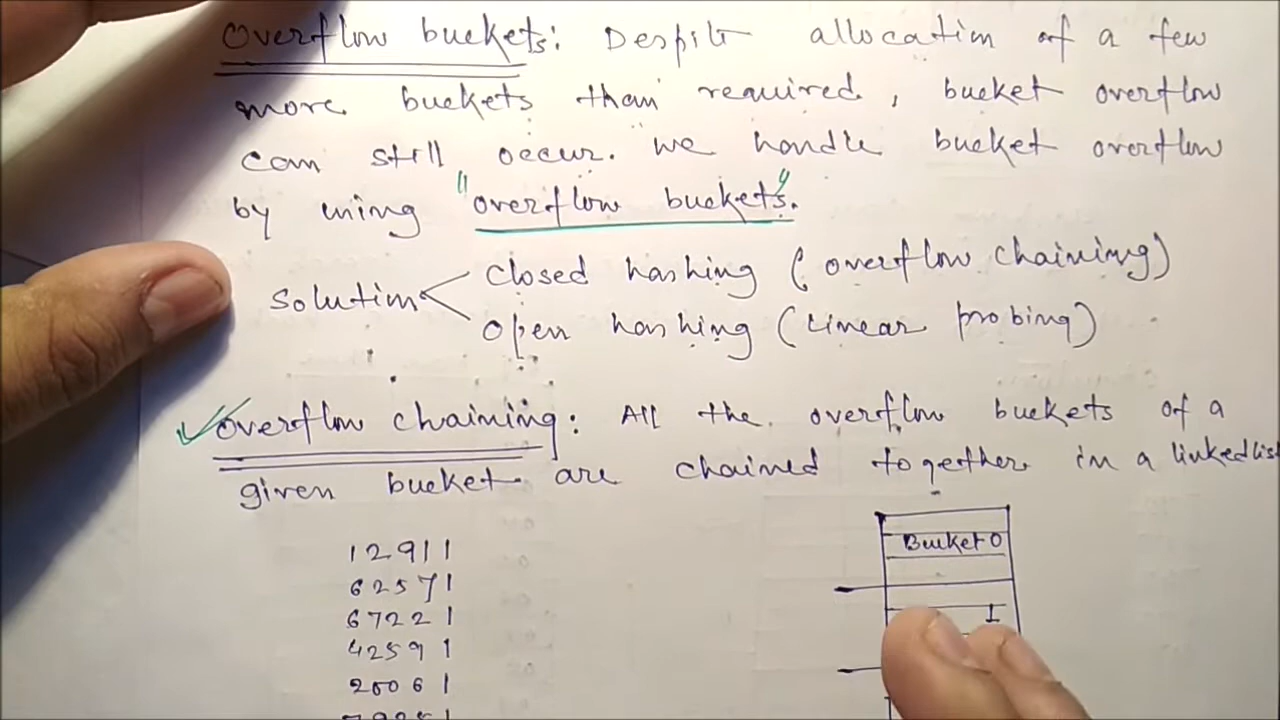 Overflow buckets: Despite allocation of a few
more buckets than required, bucket overflow
can still occur. We handle bucket overflow
by using "overflow buckets".
Solution
closed hashing (overflow chaining)
open hashing (linear probing)
Overflow chaining: All the overflow buckets of a
given bucket are chained together in a linkedlist
12911
62571
67221
42591
20061
Bucket 0
1